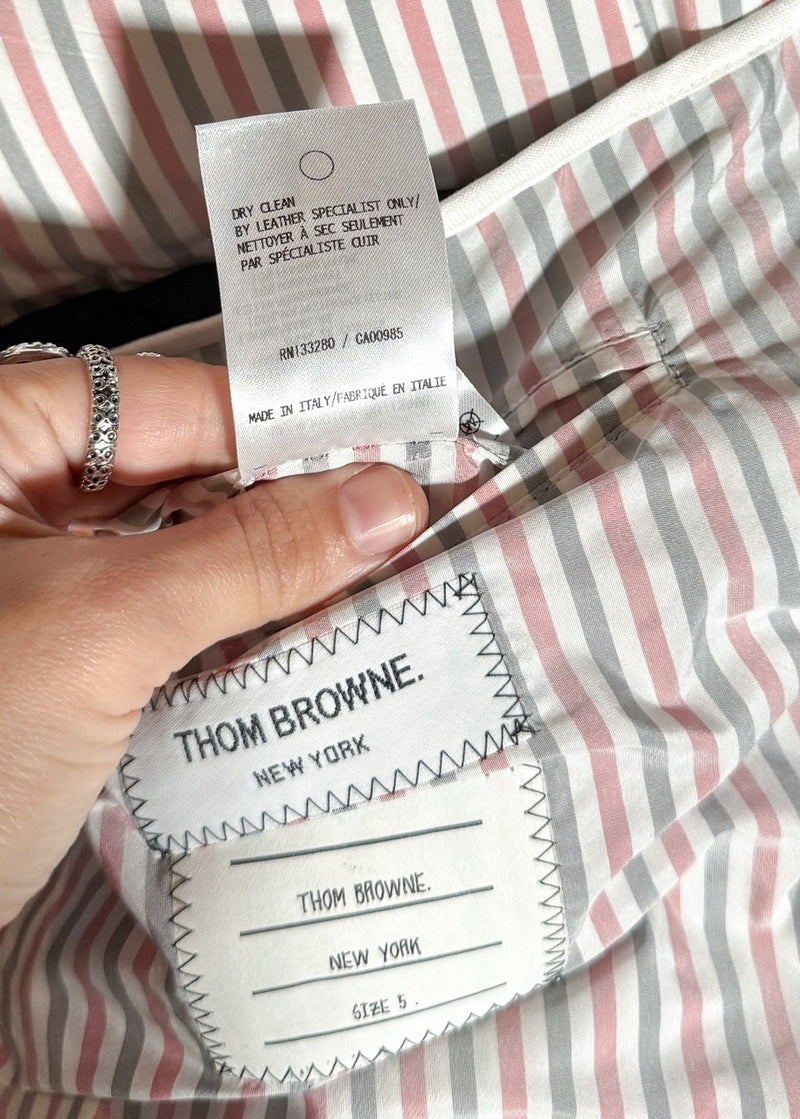 DRY CLEAN
BY LEATHER SPECIALIST ONLY/
NETTOYER À SEC SEULEMENT
PAR SPÉCIALISTE CUIR
RN133280 / CA00985
MADE IN ITALY/FABRIQUÉ EN ITALIE
THOM BROWNE.
NEW YORK
THOM BROWNE.
NEW YORK
SIZE 5 .